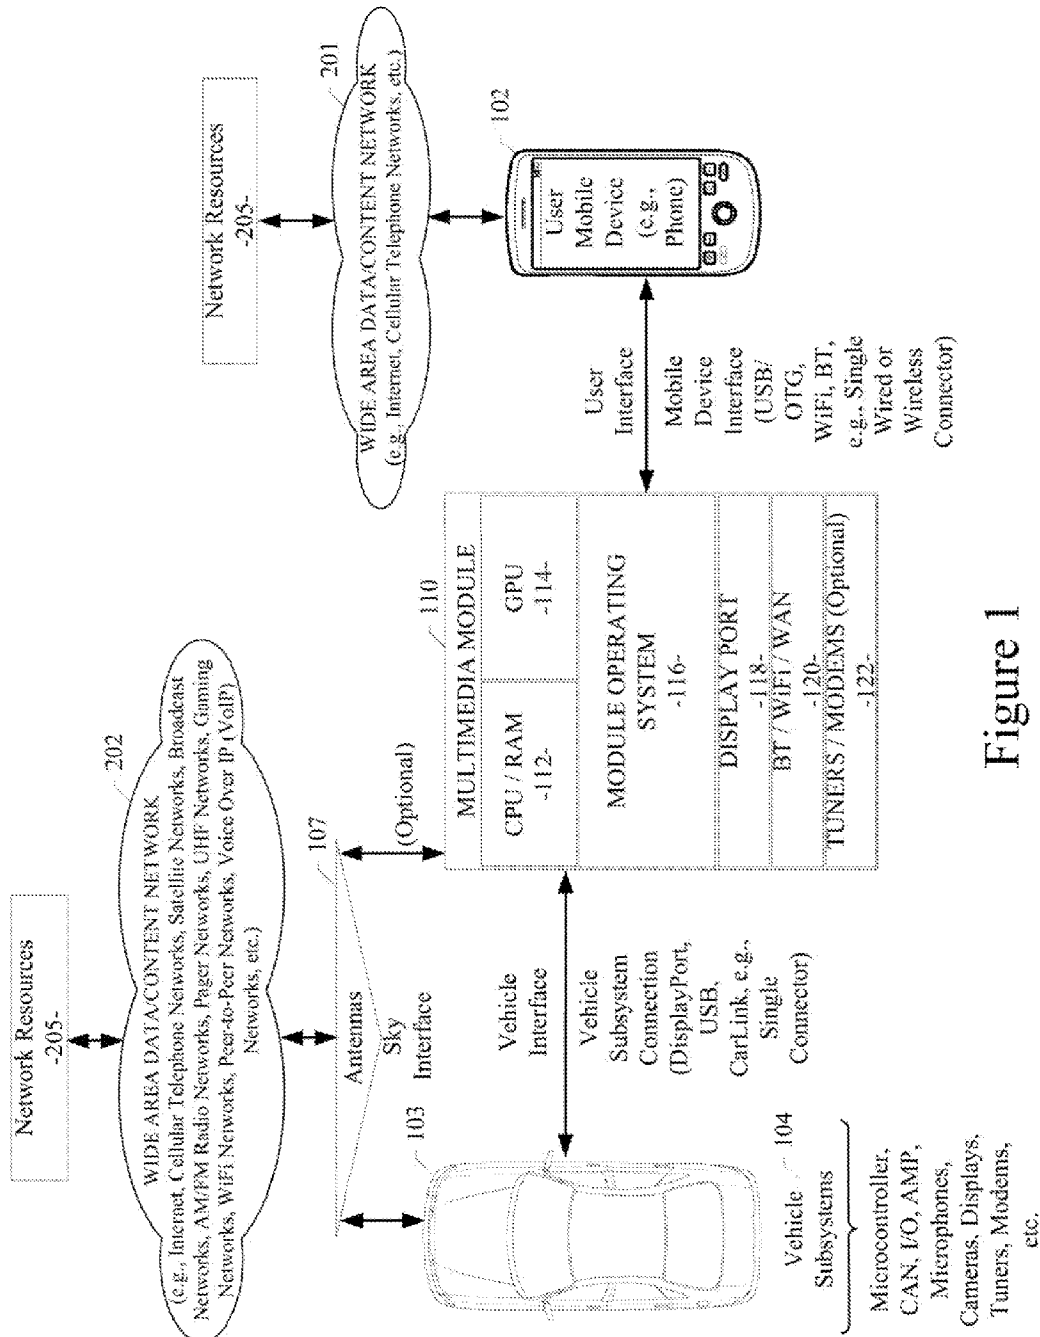 Network Resources
-205-
WIDE AREA DATA/CONTENT NETWORK
(e.g., Internet, Cellular Telephone Networks, Satellite Networks, Broadcast
Networks, AM/FM Radio Networks, Pager Networks, UHF Networks, Gaming
Networks, WiFi Networks, Peer-to-Peer Networks, Voice Over IP (VoIP)
Networks, etc.)
202
Network Resources
-205-
WIDE AREA DATA/CONTENT NETWORK
(e.g., Internet, Cellular Telephone Networks, etc.)
201
Antennas
107
Sky
Interface
(Optional)
103
Vehicle
Interface
Vehicle
Subsystem
Connection
(DisplayPort,
USB,
CarLink, e.g.,
Single
Connector)
110
MULTIMEDIA MODULE
CPU / RAM
-112-
GPU
-114-
MODULE OPERATING
SYSTEM
-116-
DISPLAY PORT
-118-
BT / WiFi / WAN
-120-
TUNERS / MODEMS (Optional)
-122-
User
Interface
Mobile
Device
Interface
(USB/
OTG,
WiFi, BT,
e.g., Single
Wired or
Wireless
Connector)
102
User
Mobile
Device
(e.g.,
Phone)
Vehicle
Subsystems
104
Microcontroller,
CAN, I/O, AMP,
Microphones,
Cameras, Displays,
Tuners, Modems,
etc.
Figure 1